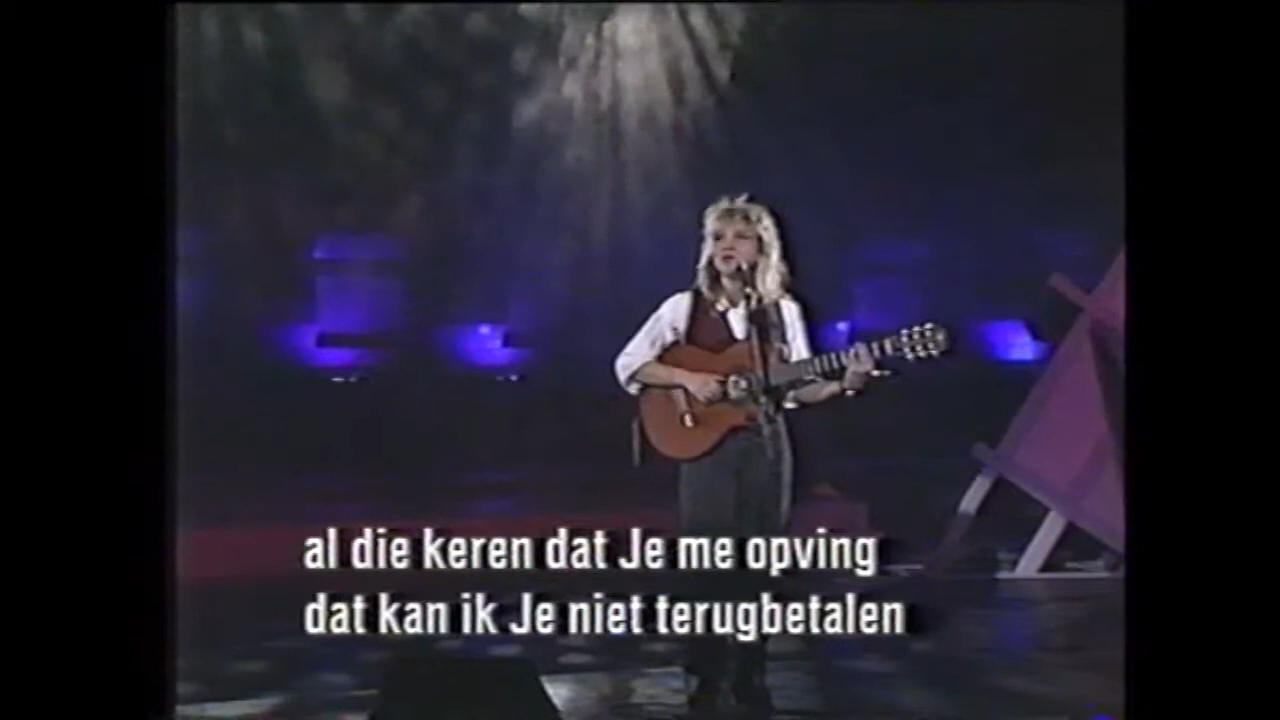 al die keren dat Je me opving
dat kan ik Je niet terugbetalen